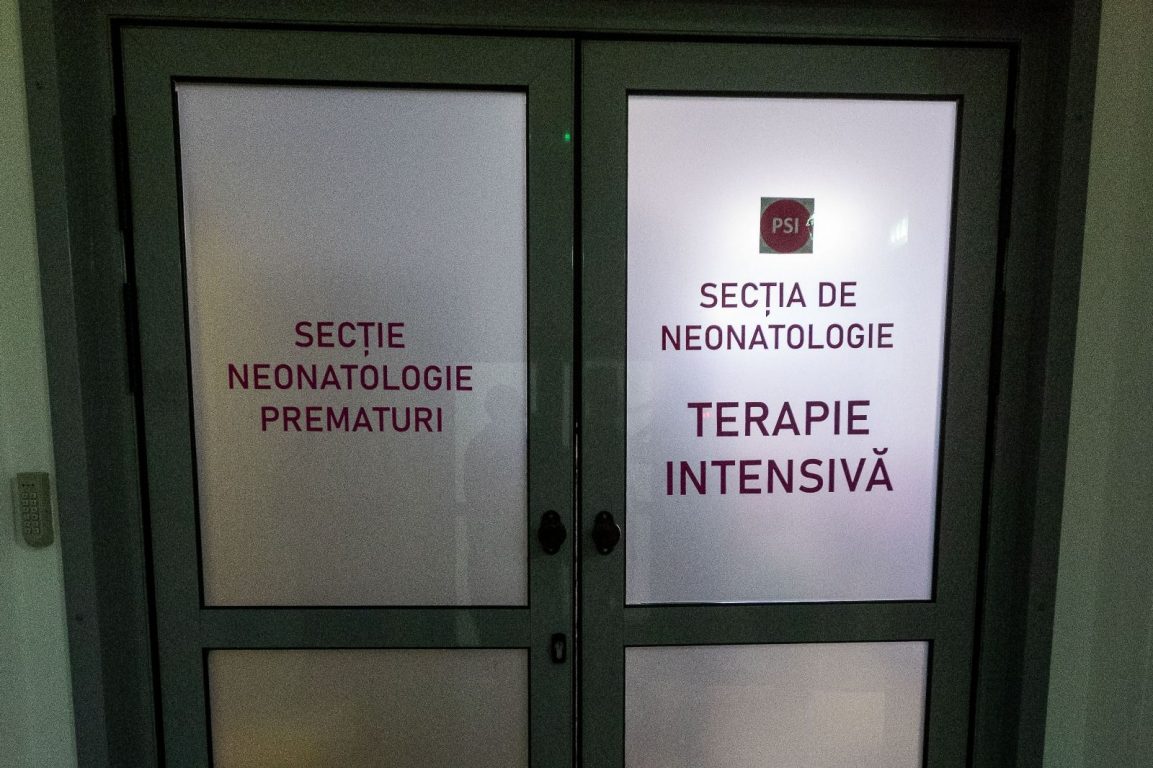 SECȚIE
NEONATOLOGIE
PREMATURI
PSI
SECȚIA DE
NEONATOLOGIE
TERAPIE
INTENSIVĂ